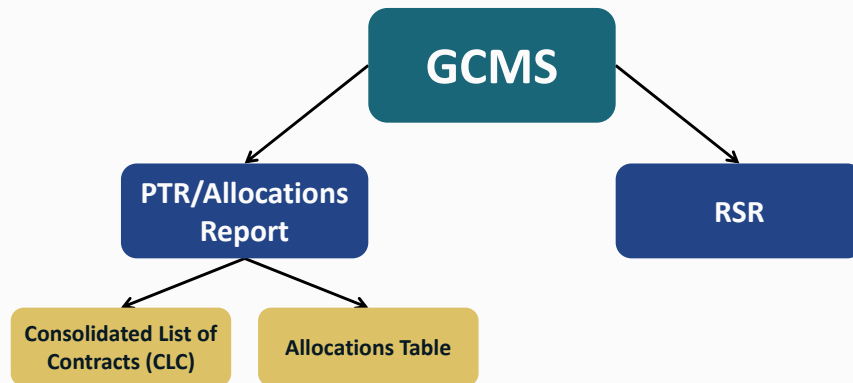 GCMS
PTR/Allocations
Report
RSR
Consolidated List of
Contracts (CLC)
Allocations Table